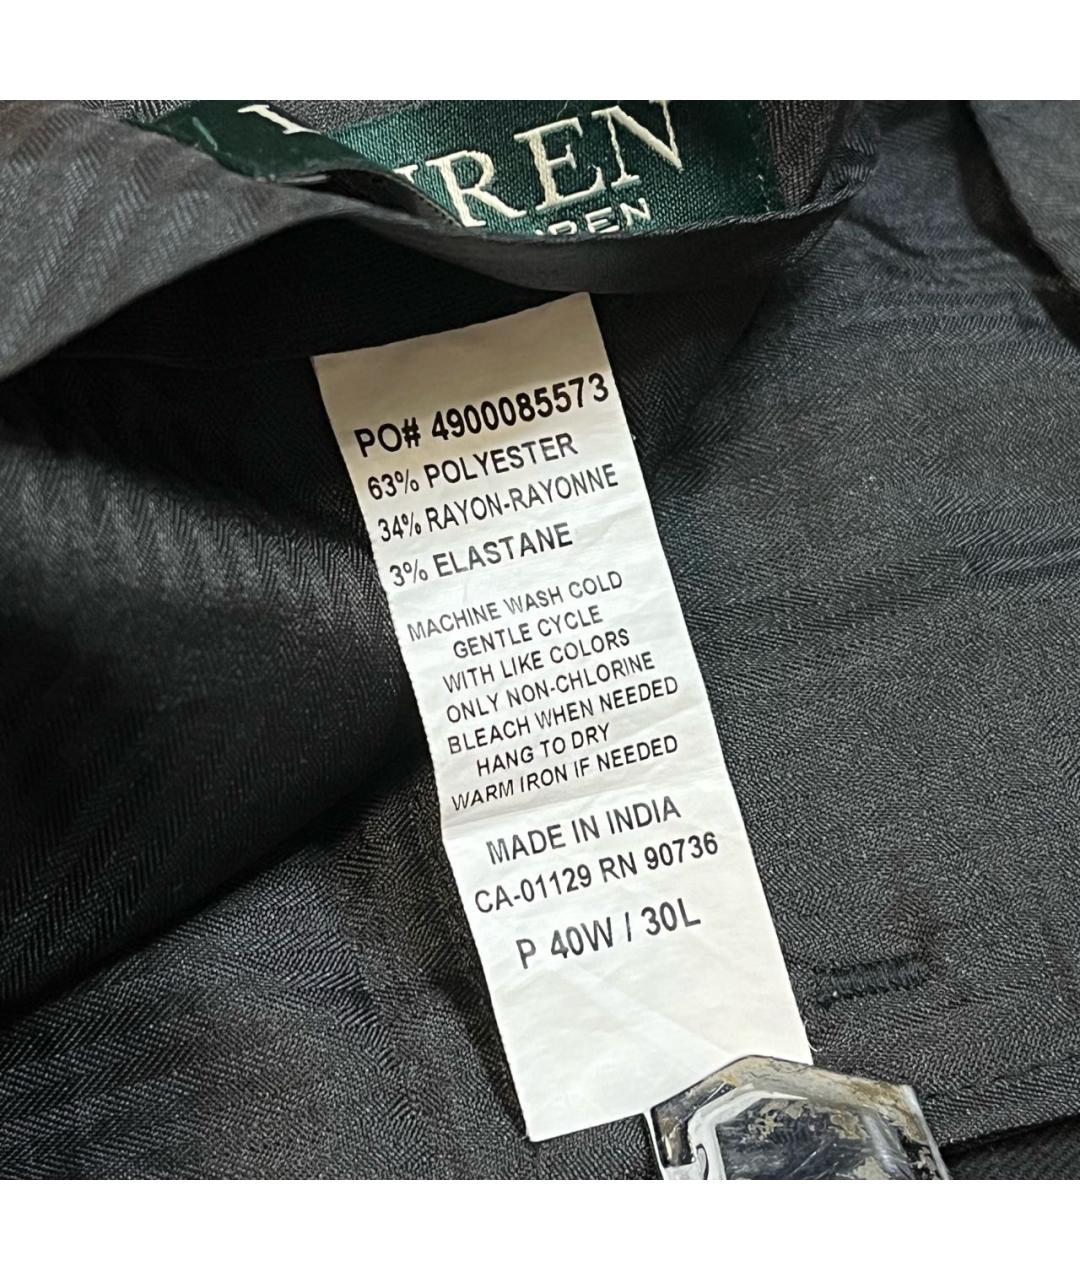 REN
PO# 4900085573
63% POLYESTER
34% RAYON-RAYONNE
3% ELASTANE
MACHINE WASH COLD
GENTLE CYCLE
WITH LIKE COLORS
ONLY NON-CHLORINE
BLEACH WHEN NEEDED
HANG TO DRY
WARM IRON IF NEEDED
MADE IN INDIA
CA-01129 RN 90736
P 40W / 30L